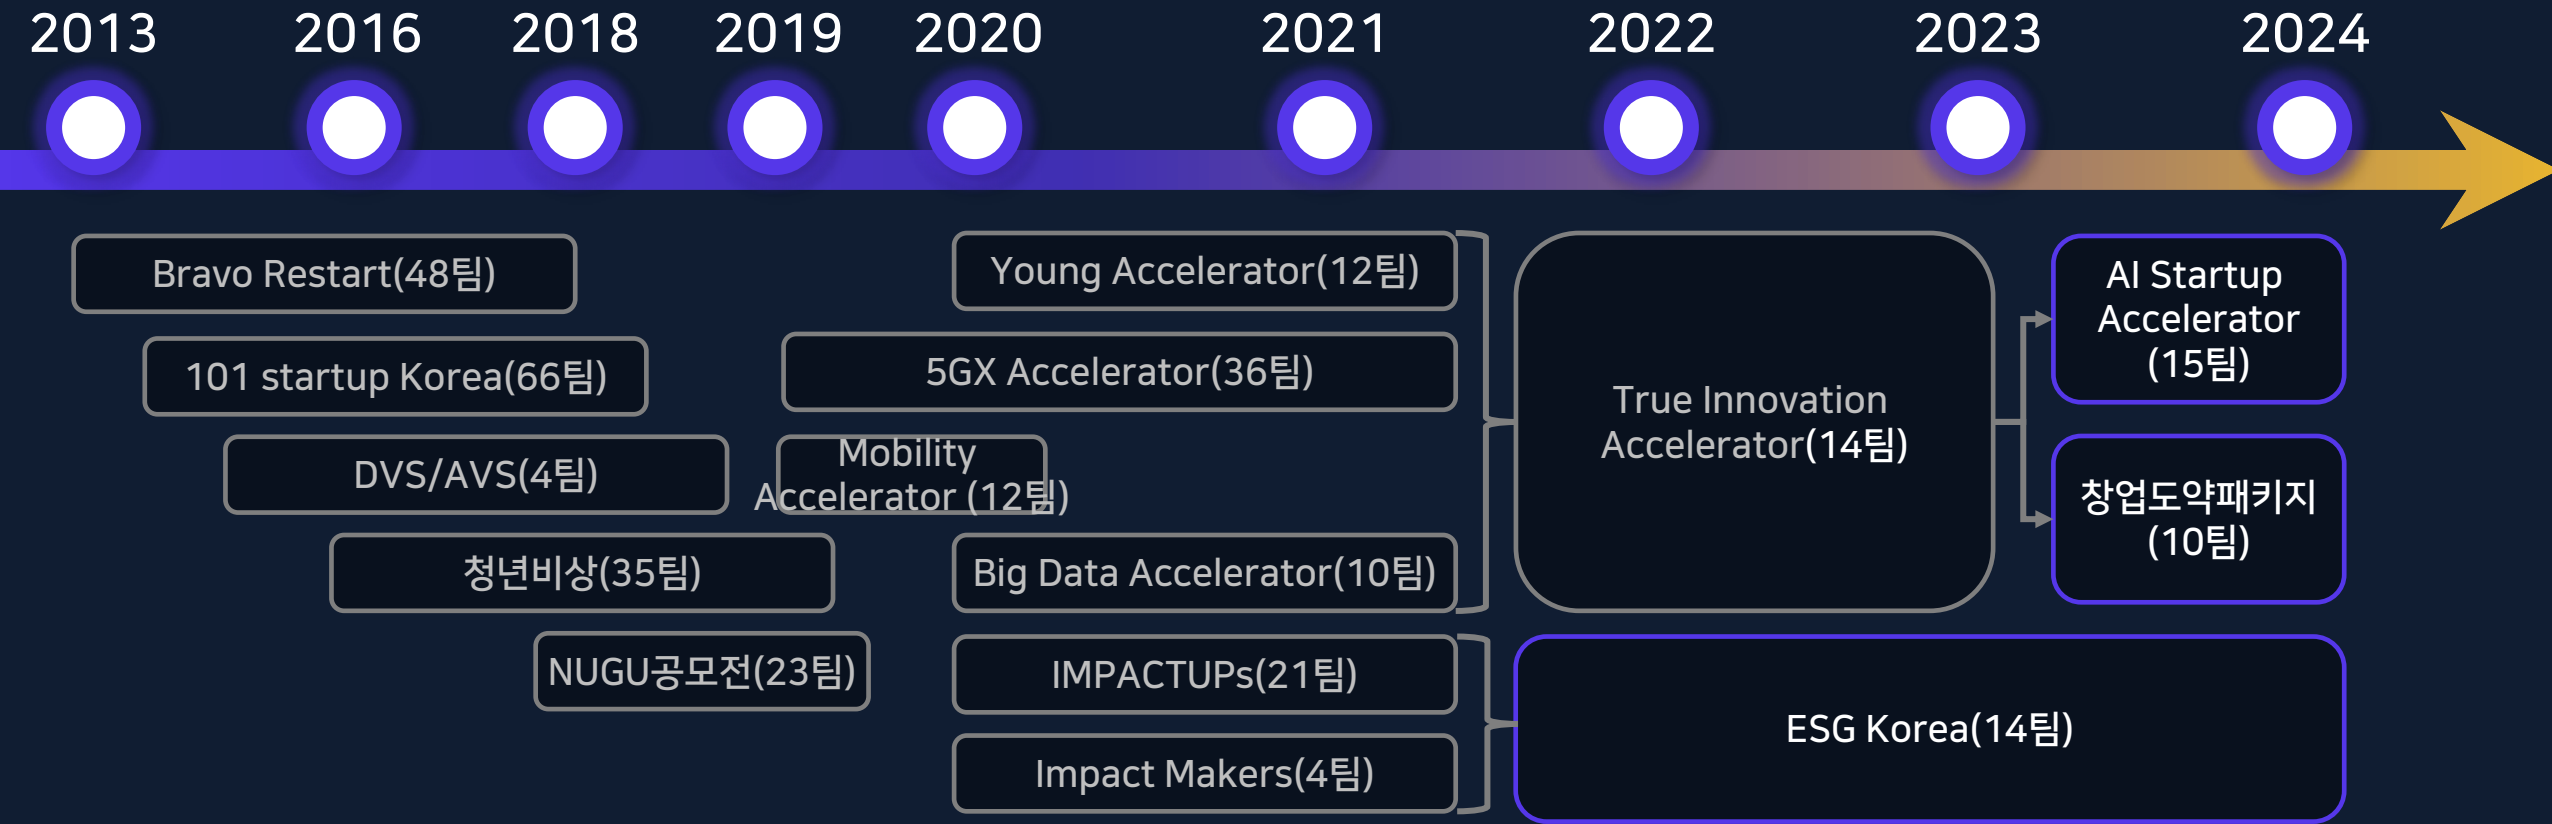 2013 2016 2018 2019 2020 2021 2022 2023 2024
Bravo Restart(48팀)
101 startup Korea(66팀)
DVS/AVS(4팀)
청년비상(35팀)
NUGU공모전(23팀)
Young Accelerator(12팀)
5GX Accelerator(36팀)
Mobility
Accelerator (12팀)
Big Data Accelerator(10팀)
IMPACTUPs(21팀)
Impact Makers(4팀)
True Innovation
Accelerator(14팀)
AI Startup
Accelerator
(15팀)
창업도약패키지
(10팀)
ESG Korea(14팀)